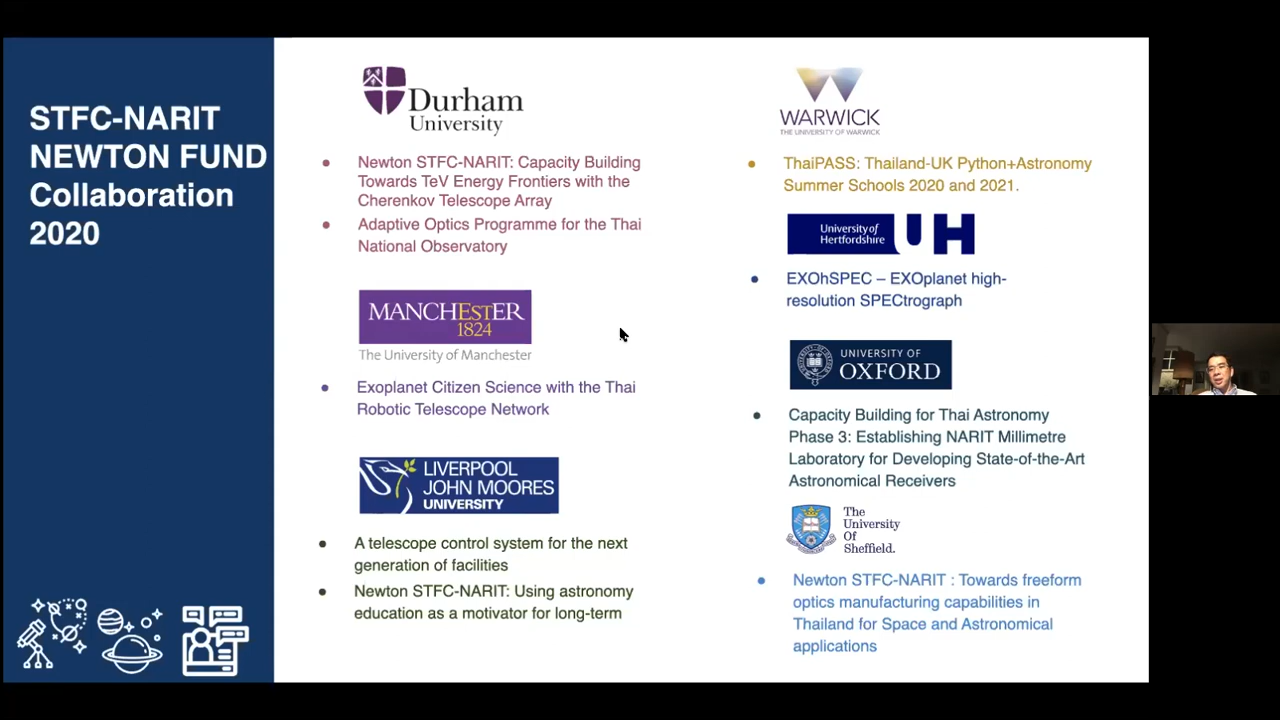 STFC-NARIT
NEWTON FUND
Collaboration
2020
Durham
University
• Newton STFC-NARIT: Capacity Building
Towards TeV Energy Frontiers with the
Cherenkov Telescope Array
• Adaptive Optics Programme for the Thai
National Observatory
MANCHEstER
1824
The University of Manchester
• Exoplanet Citizen Science with the Thai
Robotic Telescope Network
LIVERPOOL
JOHN MOORES
UNIVERSITY
• A telescope control system for the next
generation of facilities
• Newton STFC-NARIT: Using astronomy
education as a motivator for long-term
WARWICK
THE UNIVERSITY OF WARWICK
• ThaiPASS: Thailand-UK Python+Astronomy
Summer Schools 2020 and 2021.
University of
Hertfordshire
UH
• EXOhSPEC – EXOplanet high-
resolution SPECtrograph
UNIVERSITY OF
OXFORD
• Capacity Building for Thai Astronomy
Phase 3: Establishing NARIT Millimetre
Laboratory for Developing State-of-the-Art
Astronomical Receivers
The
University
Of
Sheffield.
• Newton STFC-NARIT : Towards freeform
optics manufacturing capabilities in
Thailand for Space and Astronomical
applications